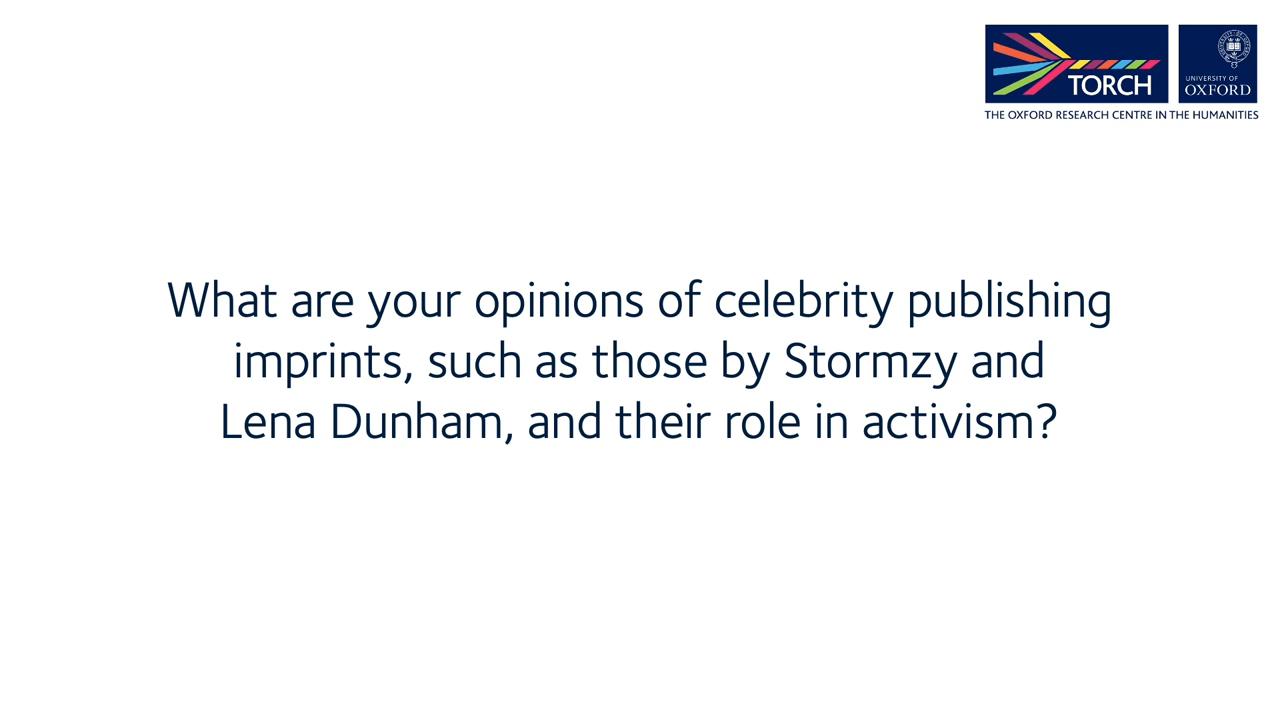 TORCH
UNIVERSITY OF
OXFORD
THE OXFORD RESEARCH CENTRE IN THE HUMANITIES
What are your opinions of celebrity publishing
imprints, such as those by Stormzy and
Lena Dunham, and their role in activism?